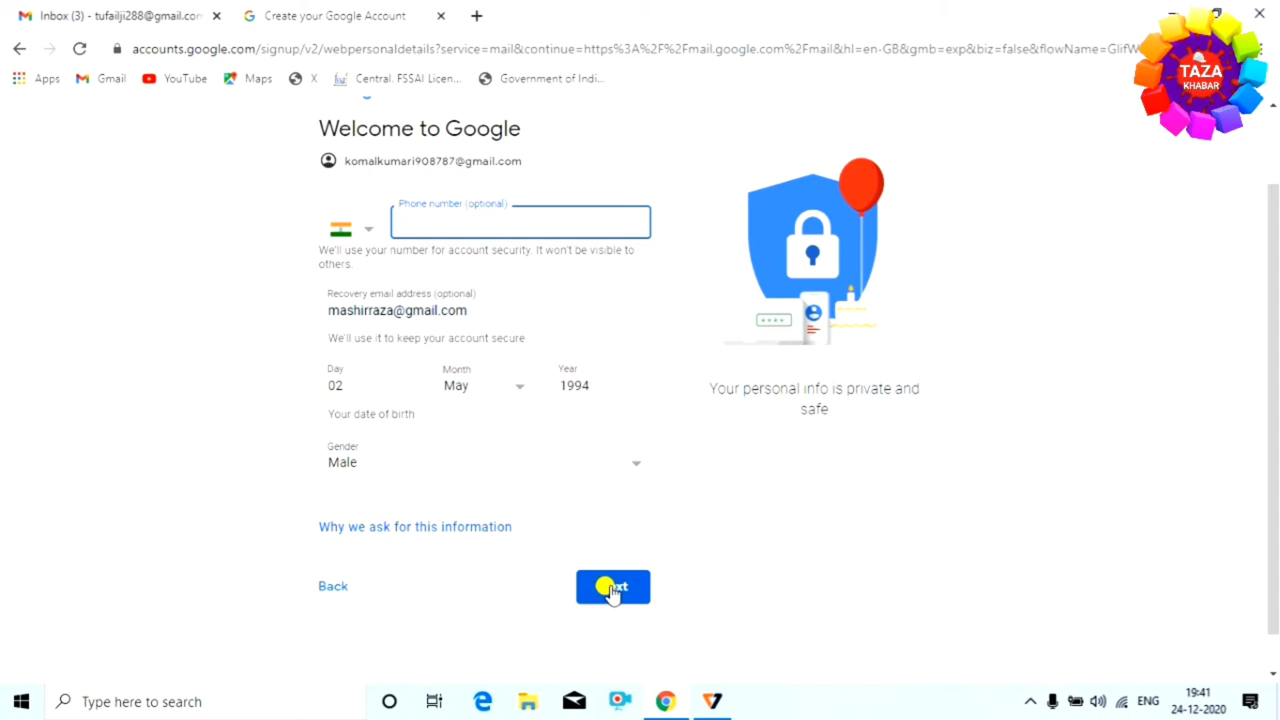 Inbox (3) - tufailji288@gmail.com
Create your Google Account
accounts.google.com/signup/v2/webpersonaldetails?service=mail&continue=https%3A%2F%2Fmail.google.com%2Fmail&hl=en-GB&gmb=exp&biz=false&flowName=GlifW
Apps
Gmail
YouTube
Maps
X
Central. FSSAI Licen...
Government of Indi...
TAZA
KHABAR
Welcome to Google
komalkumari908787@gmail.com
Phone number (optional)
We'll use your number for account security. It won't be visible to
others.
Recovery email address (optional)
mashirraza@gmail.com
We'll use it to keep your account secure
Day
Month
Year
02
May
1994
Your date of birth
Gender
Male
Your personal info is private and
safe
Why we ask for this information
Back
Type here to search
ENG
19:41
24-12-2020